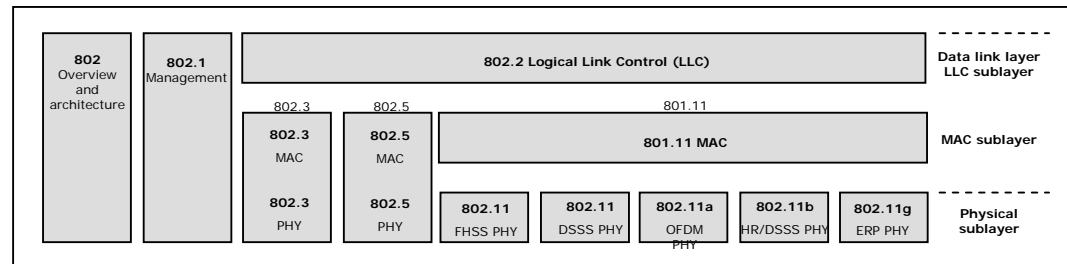 802
Overview
and
architecture
802.1
Management
802.2 Logical Link Control (LLC)
Data link layer
LLC sublayer
802.3
802.5
801.11
802.3
MAC
802.5
MAC
801.11 MAC
MAC sublayer
802.3
PHY
802.5
PHY
802.11
FHSS PHY
802.11
DSSS PHY
802.11a
OFDM
PHY
802.11b
HR/DSSS PHY
802.11g
ERP PHY
Physical
sublayer